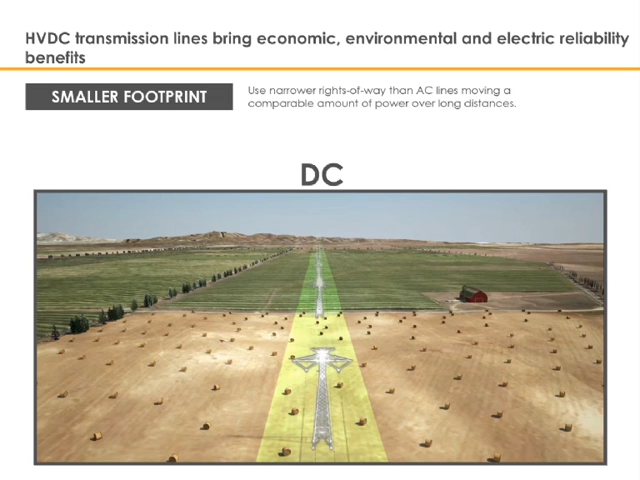 HVDC transmission lines bring economic, environmental and electric reliability
benefits
SMALLER FOOTPRINT
Use narrower rights-of-way than AC lines moving a
comparable amount of power over long distances.
DC